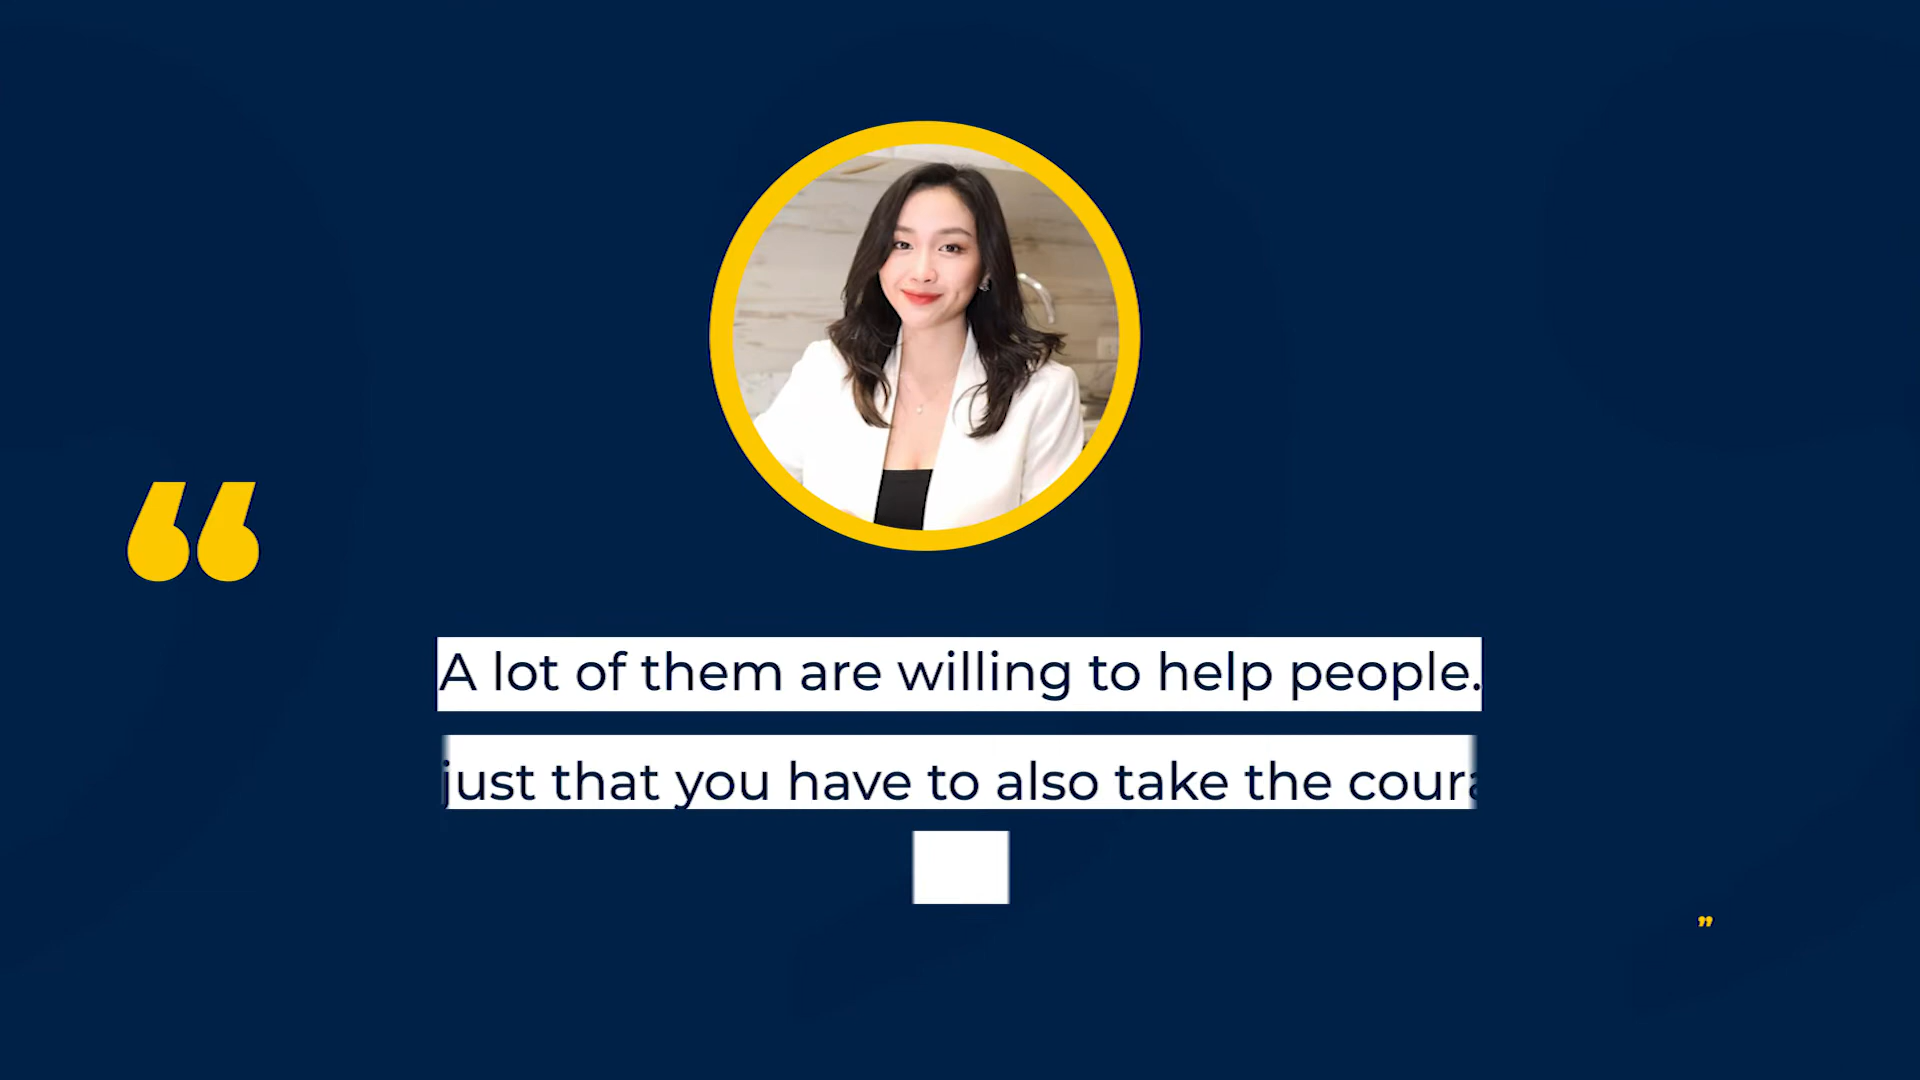 “
A lot of them are willing to help people.
just that you have to also take the
”